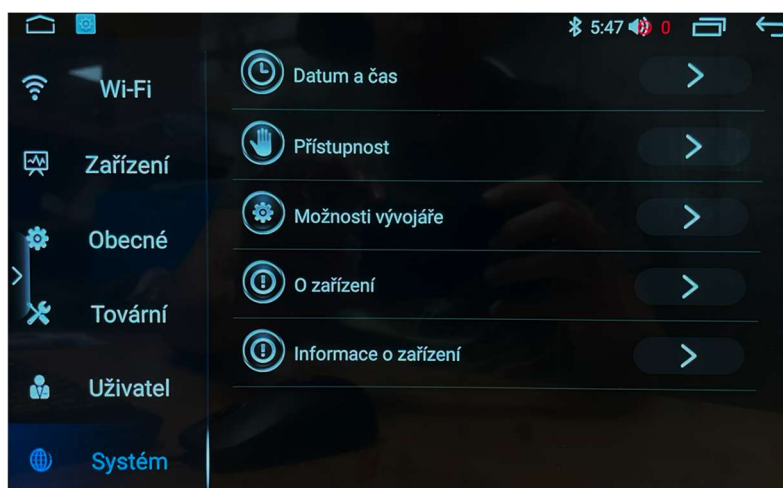 5:47 0
Wi-Fi
Zařízení
Obecné
Tovární
Uživatel
Systém
Datum a čas
Přístupnost
Možnosti vývojáře
O zařízení
Informace o zařízení